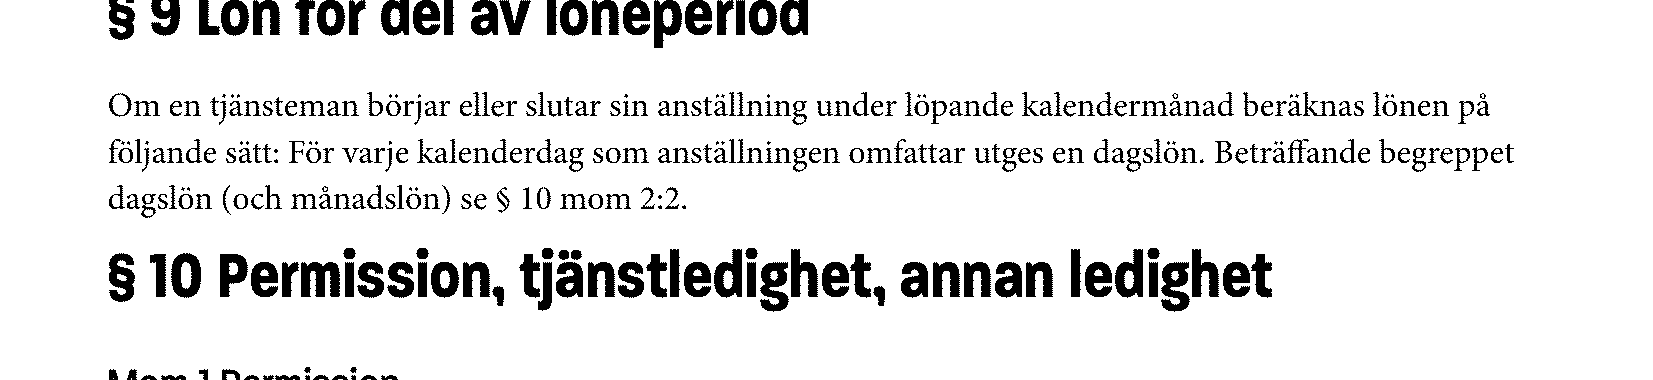 § 9 Lön för del av löneperiod
Om en tjänsteman börjar eller slutar sin anställning under löpande kalendermånad beräknas lönen på
följande sätt: För varje kalenderdag som anställningen omfattar utges en dagslön. Beträffande begreppet
dagslön (och månadslön) se § 10 mom 2:2.
§ 10 Permission, tjänstledighet, annan ledighet
Mom 1 Permission